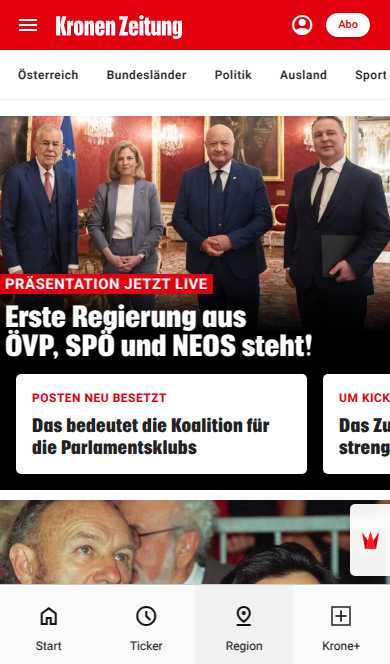 Kronen Zeitung
Abo
Österreich
Bundesländer
Politik
Ausland
Sport
PRÄSENTATION JETZT LIVE
Erste Regierung aus
ÖVP, SPÖ und NEOS steht!
POSTEN NEU BESETZT
Das bedeutet die Koalition für
die Parlamentsklubs
UM KICK
Das Zu
streng
Start
Ticker
Region
Krone+